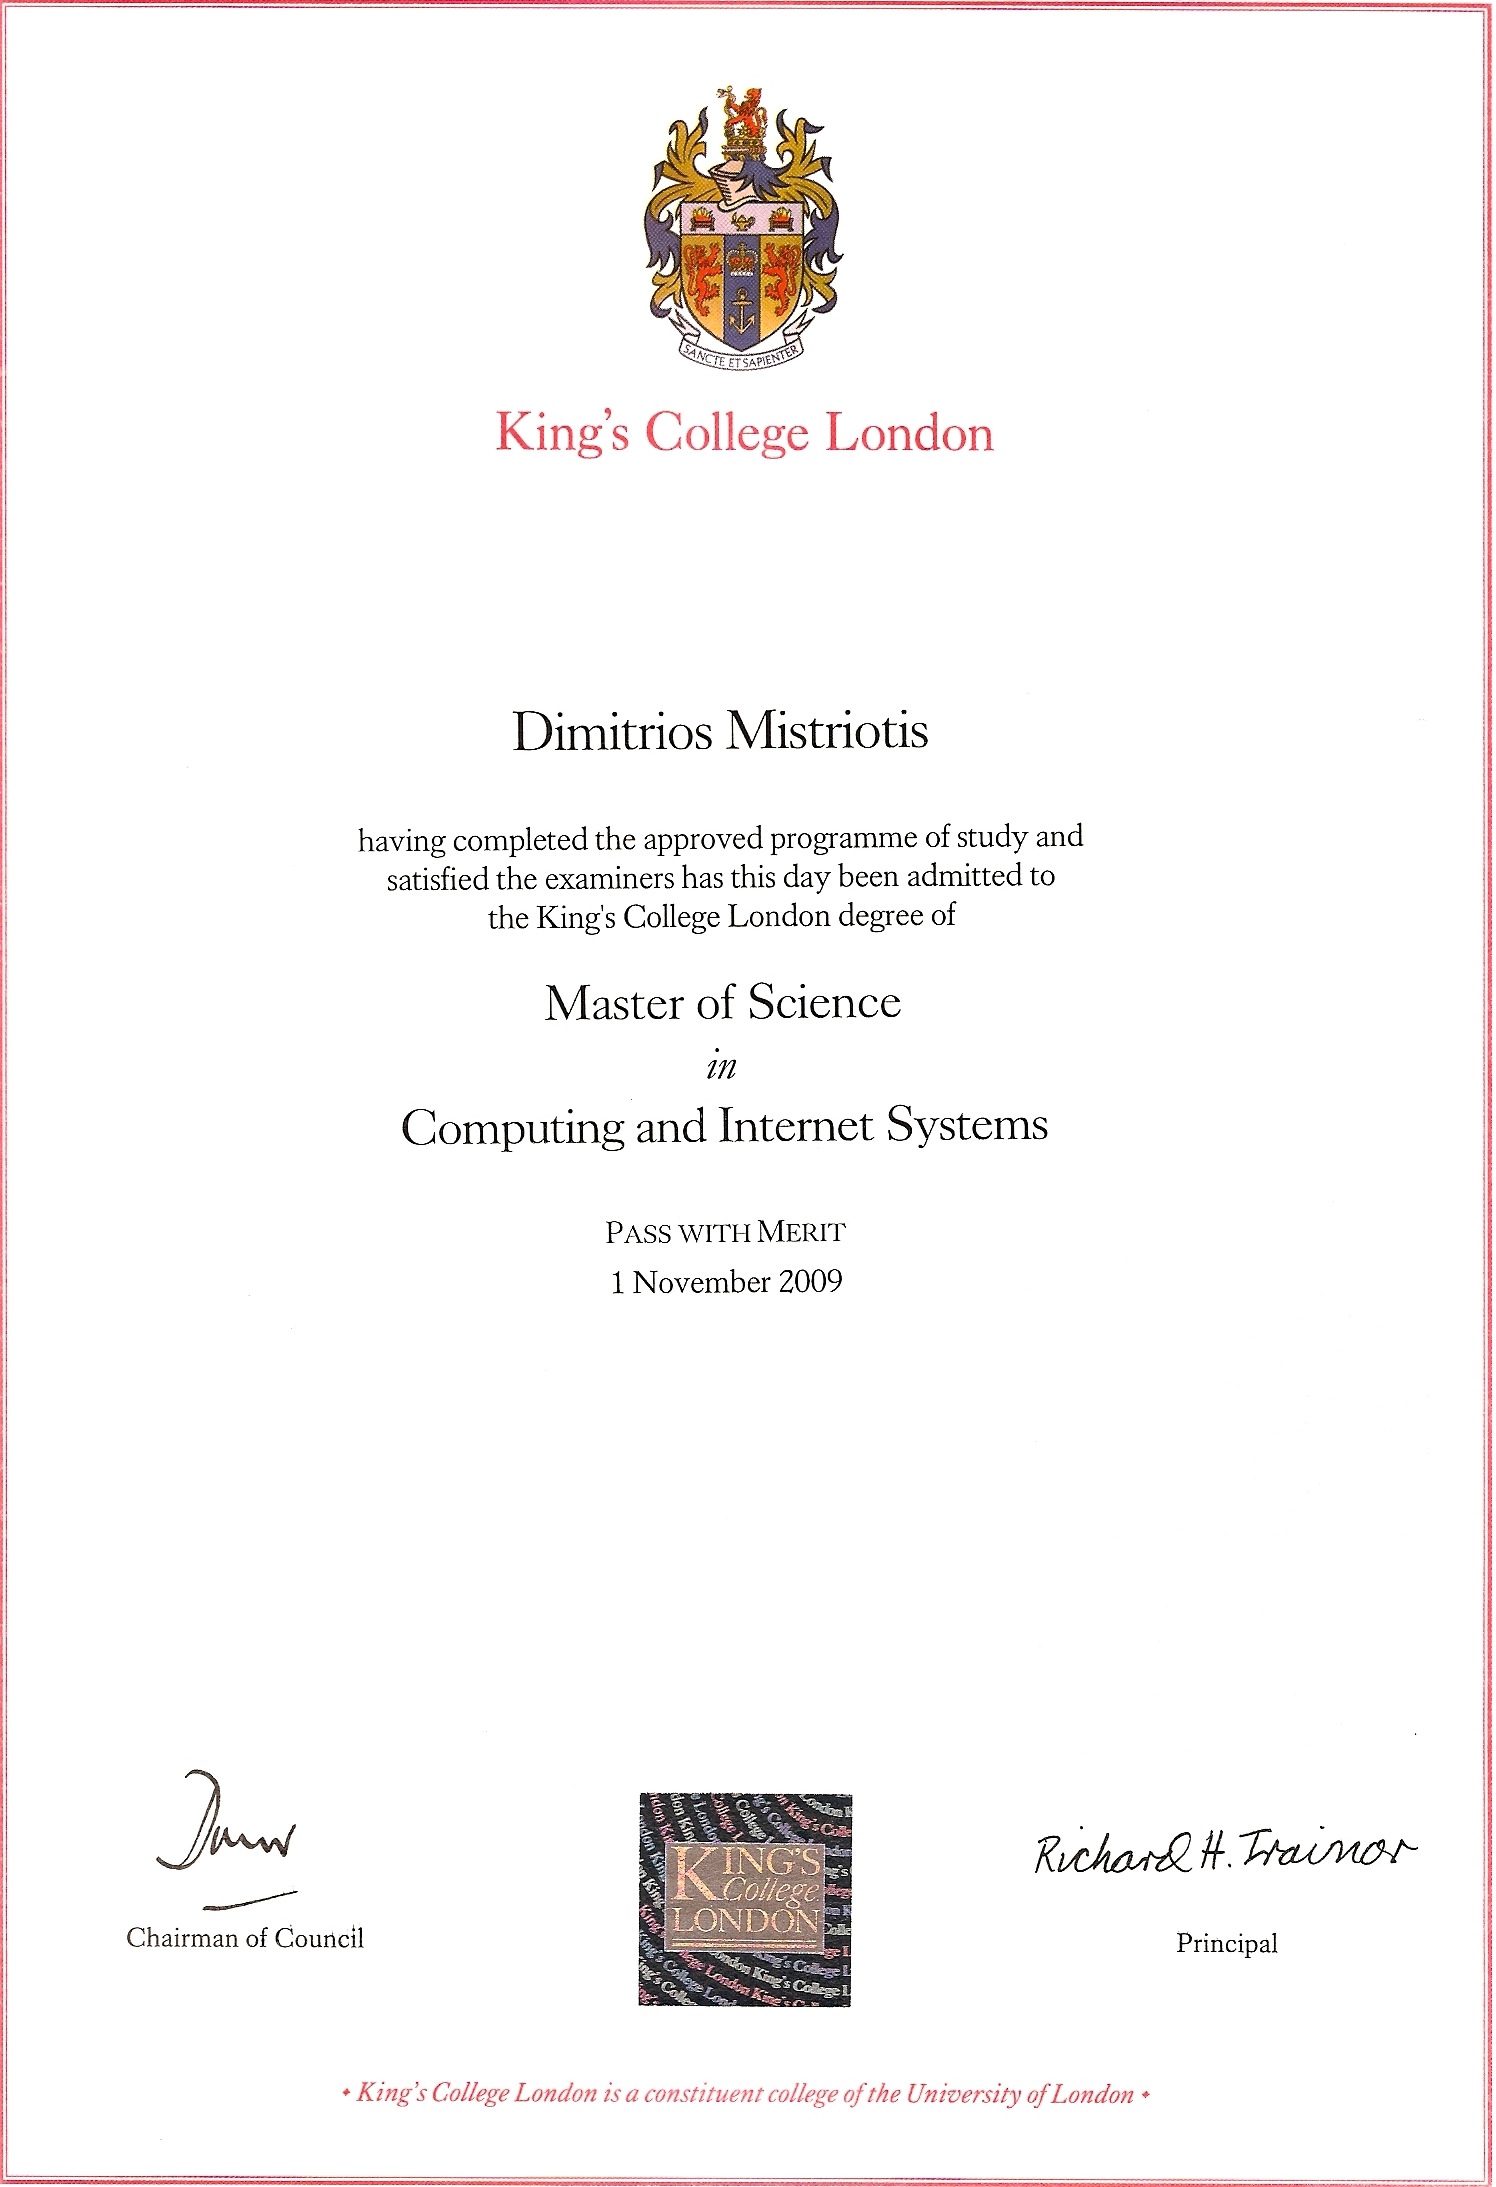 SANCTE ET SAPIENTER
King's College London
Dimitrios Mistriotis
having completed the approved programme of study and
satisfied the examiners has this day been admitted to
the King's College London degree of
Master of Science
in
Computing and Internet Systems
PASS WITH MERIT
1 November 2009
Richard H. Trainor
Chairman of Council
KING'S
College
LONDON
Principal
• King's College London is a constituent college of the University of London •